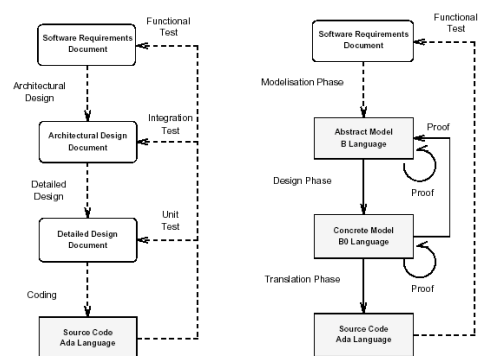 Functional
Test
Software Requirements
Document
Architectural
Design
Integration
Test
Architectural Design
Document
Detailed
Design
Unit
Test
Detailed Design
Document
Coding
Source Code
Ada Language
Functional
Test
Software Requirements
Document
Modelisation Phase
Abstract Model
B Language
Proof
Proof
Design Phase
Concrete Model
B0 Language
Proof
Translation Phase
Source Code
Ada Language